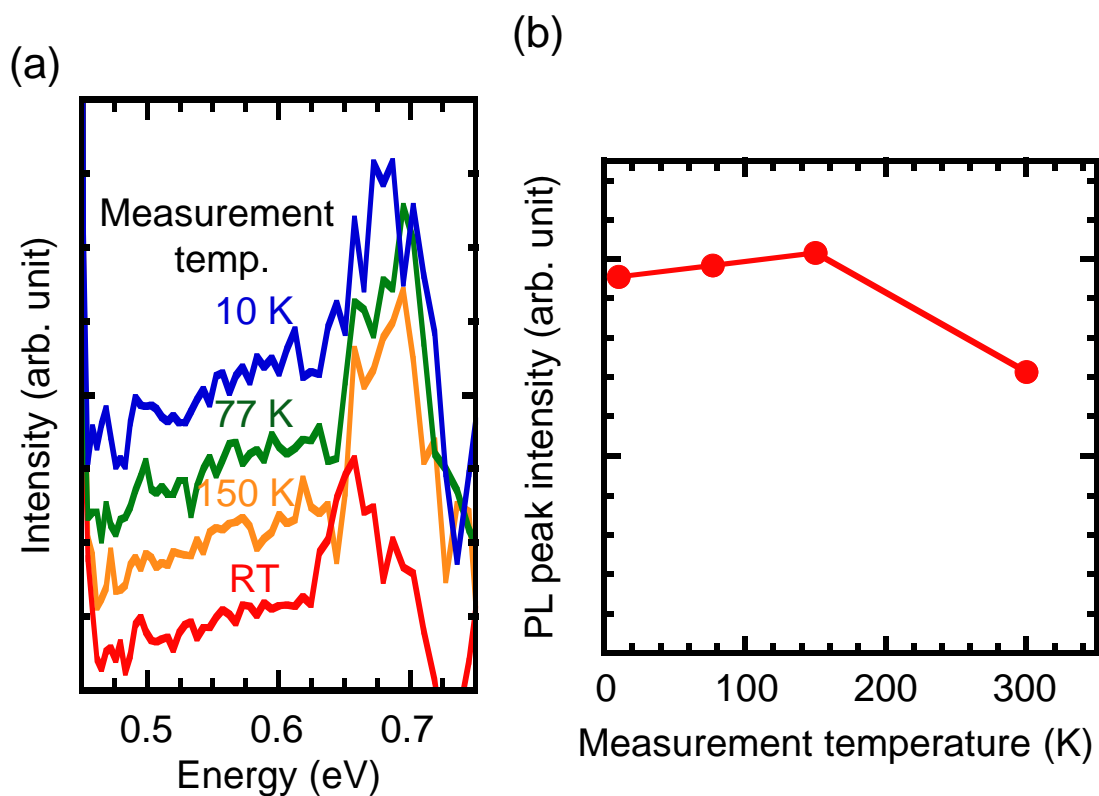 (a)
Intensity (arb. unit)
Measurement
temp.
10 K
77 K
150 K
RT
0.5 0.6 0.7
Energy (eV)
(b)
PL peak intensity (arb. unit)
0 100 200 300
Measurement temperature (K)